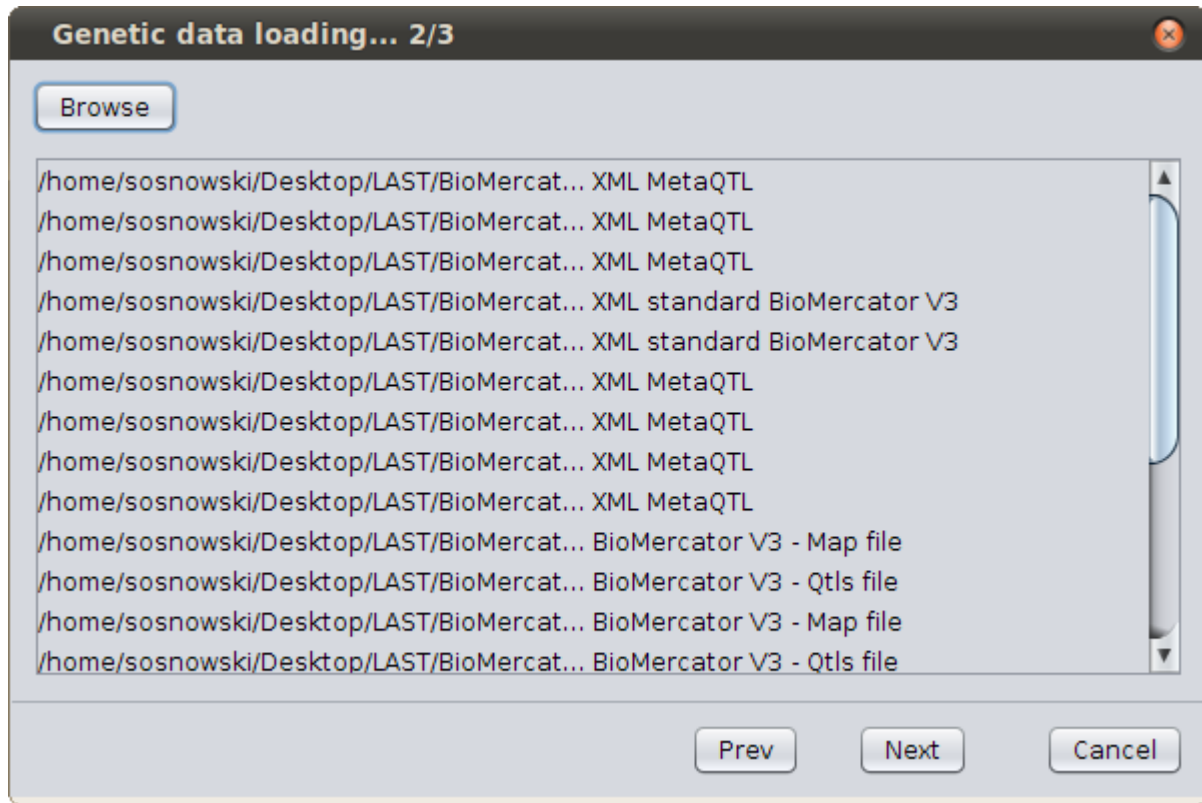 Genetic data loading... 2/3
Browse
/home/sosnowski/Desktop/LAST/BioMercat... XML MetaQTL
/home/sosnowski/Desktop/LAST/BioMercat... XML MetaQTL
/home/sosnowski/Desktop/LAST/BioMercat... XML MetaQTL
/home/sosnowski/Desktop/LAST/BioMercat... XML standard BioMercator V3
/home/sosnowski/Desktop/LAST/BioMercat... XML standard BioMercator V3
/home/sosnowski/Desktop/LAST/BioMercat... XML MetaQTL
/home/sosnowski/Desktop/LAST/BioMercat... XML MetaQTL
/home/sosnowski/Desktop/LAST/BioMercat... XML MetaQTL
/home/sosnowski/Desktop/LAST/BioMercat... XML MetaQTL
/home/sosnowski/Desktop/LAST/BioMercat... BioMercator V3 - Map file
/home/sosnowski/Desktop/LAST/BioMercat... BioMercator V3 - Qtls file
/home/sosnowski/Desktop/LAST/BioMercat... BioMercator V3 - Map file
/home/sosnowski/Desktop/LAST/BioMercat... BioMercator V3 - Qtls file
Prev Next Cancel